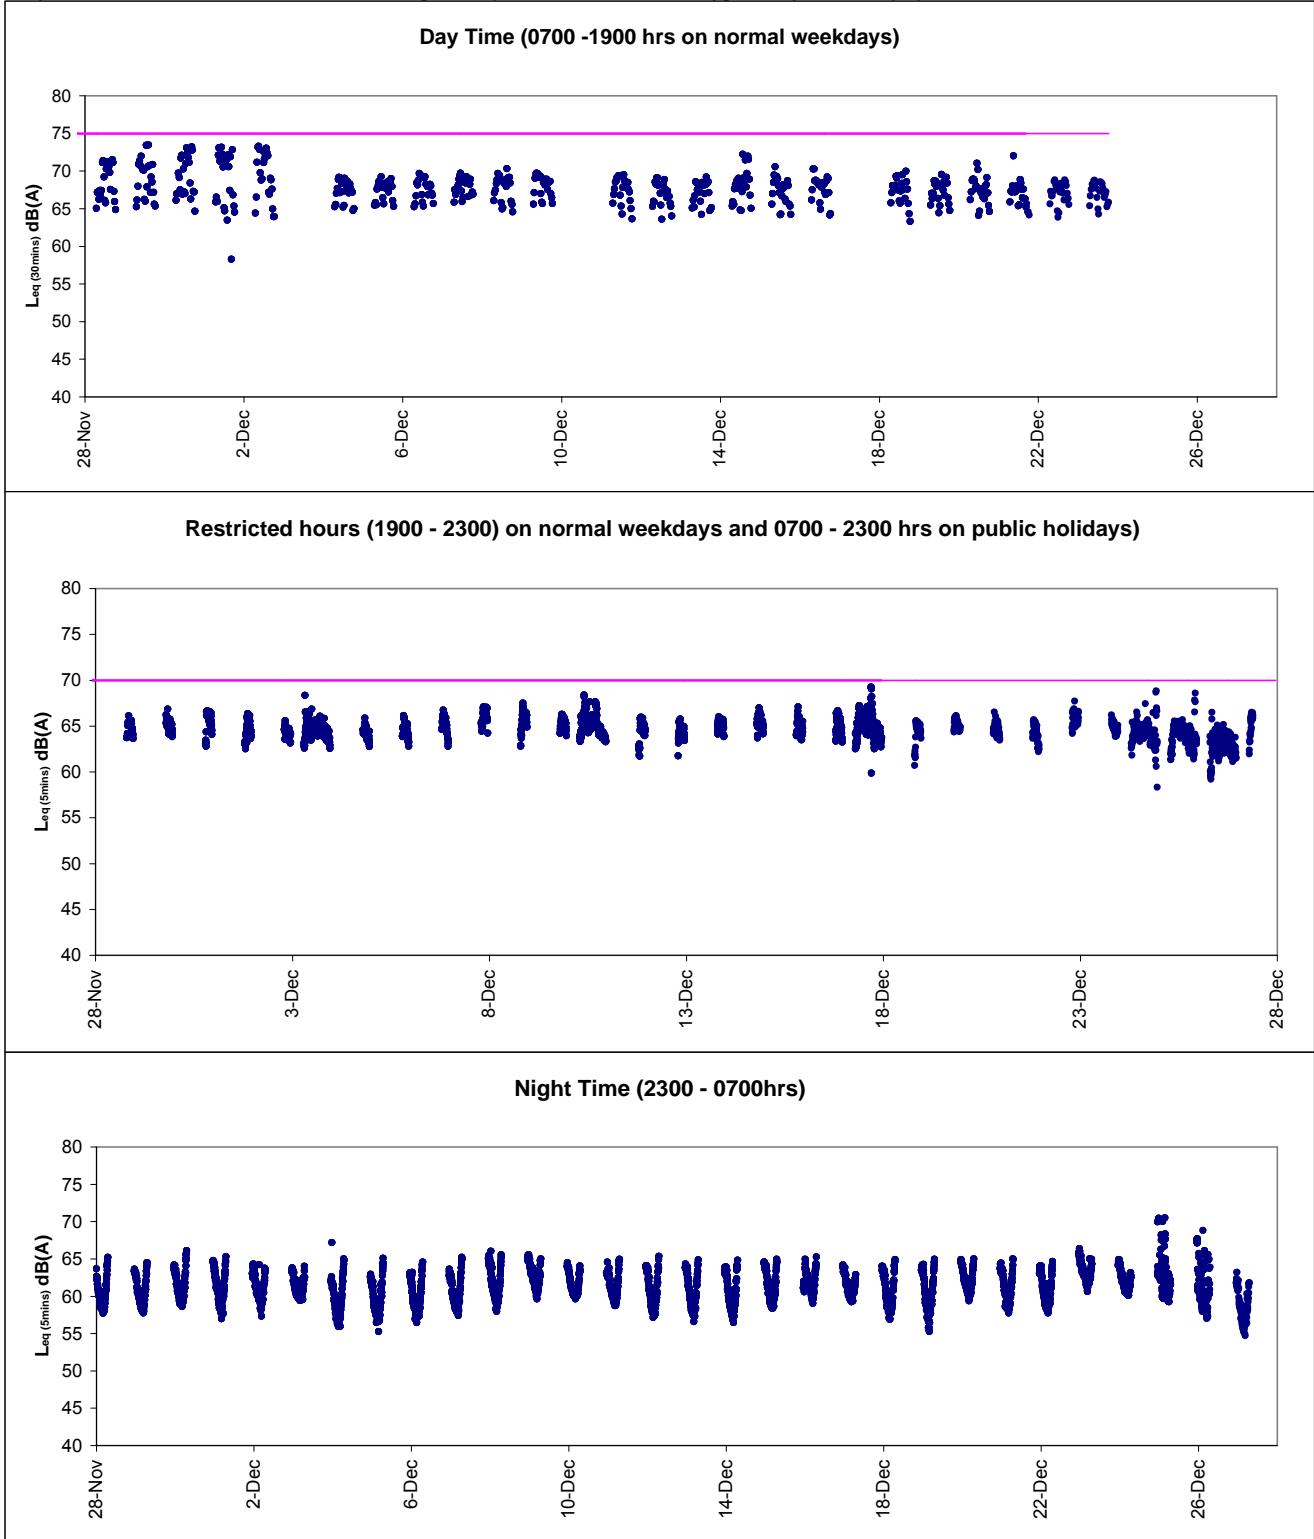 Day Time (0700 -1900 hrs on normal weekdays)
80
75
70
65
60
55
50
45
40
Leq (30mins) dB(A)
28-Nov
2-Dec
6-Dec
10-Dec
14-Dec
18-Dec
22-Dec
26-Dec
Restricted hours (1900 - 2300) on normal weekdays and 0700 - 2300 hrs on public holidays)
80
75
70
65
60
55
50
45
40
Leq (5mins) dB(A)
28-Nov
3-Dec
8-Dec
13-Dec
18-Dec
23-Dec
28-Dec
Night Time (2300 - 0700hrs)
80
75
70
65
60
55
50
45
40
Leq (5mins) dB(A)
28-Nov
2-Dec
6-Dec
10-Dec
14-Dec
18-Dec
22-Dec
26-Dec